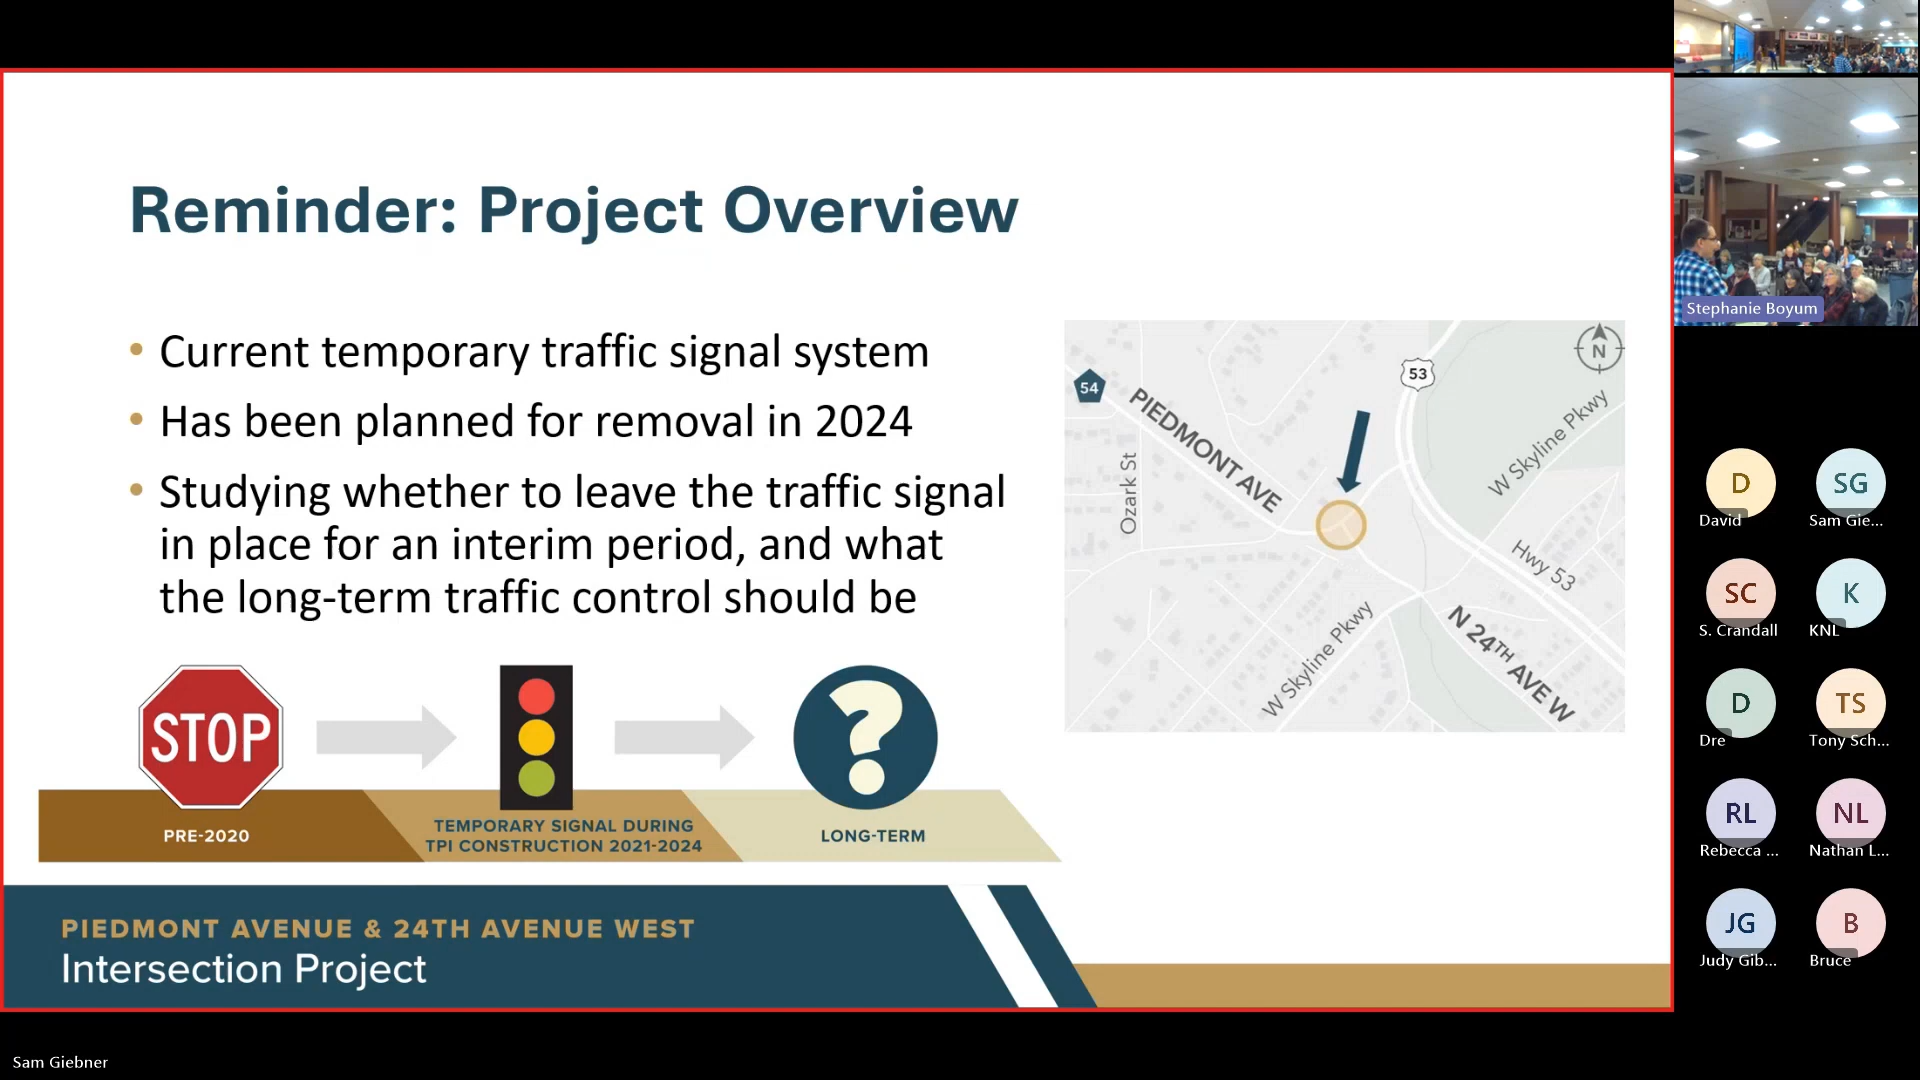 Reminder: Project Overview
• Current temporary traffic signal system
• Has been planned for removal in 2024
• Studying whether to leave the traffic signal
in place for an interim period, and what
the long-term traffic control should be
STOP
?
PRE-2020
TEMPORARY SIGNAL DURING
TPI CONSTRUCTION 2021-2024
LONG-TERM
54
PIEDMONT AVE
Ozark St
53
N
W Skyline Pkwy
Hwy 53
W Skyline Pkwy
N 24TH AVE W
PIEDMONT AVENUE & 24TH AVENUE WEST
Intersection Project
Sam Giebner
Stephanie Boyum
D
David
SG
Sam Gie...
SC
S. Crandall
K
KNL
D
Dre
TS
Tony Sch...
RL
Rebecca ...
NL
Nathan L...
JG
Judy Gib...
B
Bruce